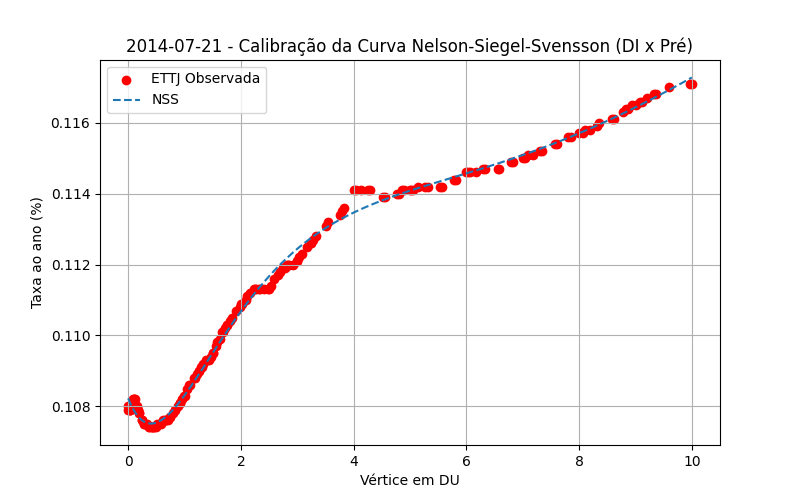 2014-07-21 - Calibração da Curva Nelson-Siegel-Svensson (DI x Pré)
ETTJ Observada
NSS
Taxa ao ano (%)
0.116
0.114
0.112
0.110
0.108
0 2 4 6 8 10
Vértice em DU